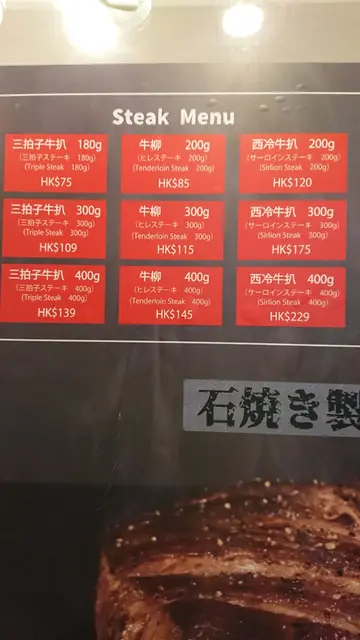 Steak Menu
三拍子牛扒 180g
(三拍子ステーキ 180g)
(Triple Steak 180g)
HK$75
牛柳 200g
(ヒレステーキ 200g)
(Tenderloin Steak 200g)
HK$85
西冷牛扒 200g
(サーロインステーキ 200g)
(Sirlion Steak 200g)
HK$120
三拍子牛扒 300g
(三拍子ステーキ 300g)
(Triple Steak 300g)
HK$109
牛柳 300g
(ヒレステーキ 300g)
(Tenderloin Steak 300g)
HK$115
西冷牛扒 300g
(サーロインステーキ 300g)
(Sirlion Steak 300g)
HK$175
三拍子牛扒 400g
(三拍子ステーキ 400g)
(Triple Steak 400g)
HK$139
牛柳 400g
(ヒレステーキ 400g)
(Tenderloin Steak 400g)
HK$145
西冷牛扒 400g
(サーロインステーキ 400g)
(Sirlion Steak 400g)
HK$229
石焼き製